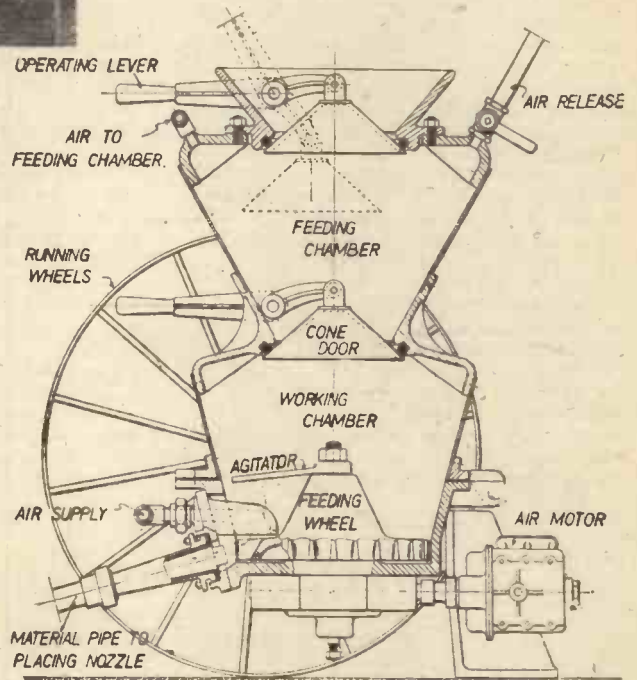 OPERATING LEVER
AIR RELEASE
AIR TO
FEEDING CHAMBER.
FEEDING
CHAMBER
RUNNING
WHEELS
CONE
DOOR
WORKING
CHAMBER
AGITATOR
FEEDING
WHEEL
AIR SUPPLY
AIR MOTOR
MATERIAL PIPE TO
PLACING NOZZLE